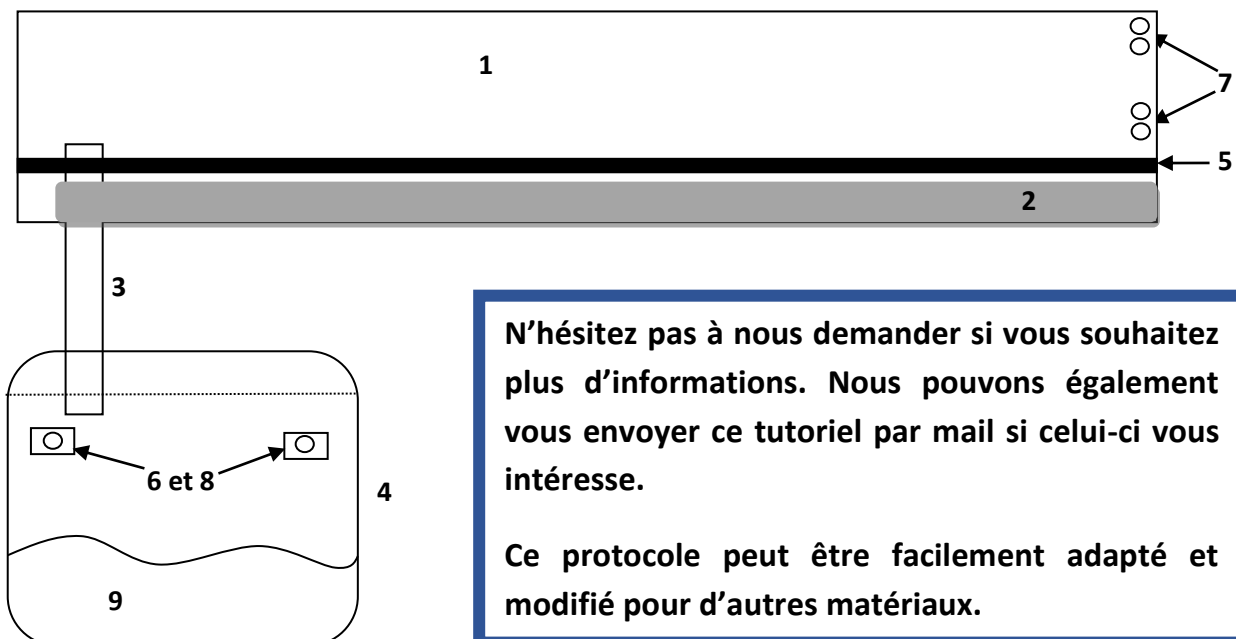 1
7
5
2
3
6 et 8
4
9
N’hésitez pas à nous demander si vous souhaitez
plus d’informations. Nous pouvons également
vous envoyer ce tutoriel par mail si celui-ci vous
intéresse.
Ce protocole peut être facilement adapté et
modifié pour d’autres matériaux.